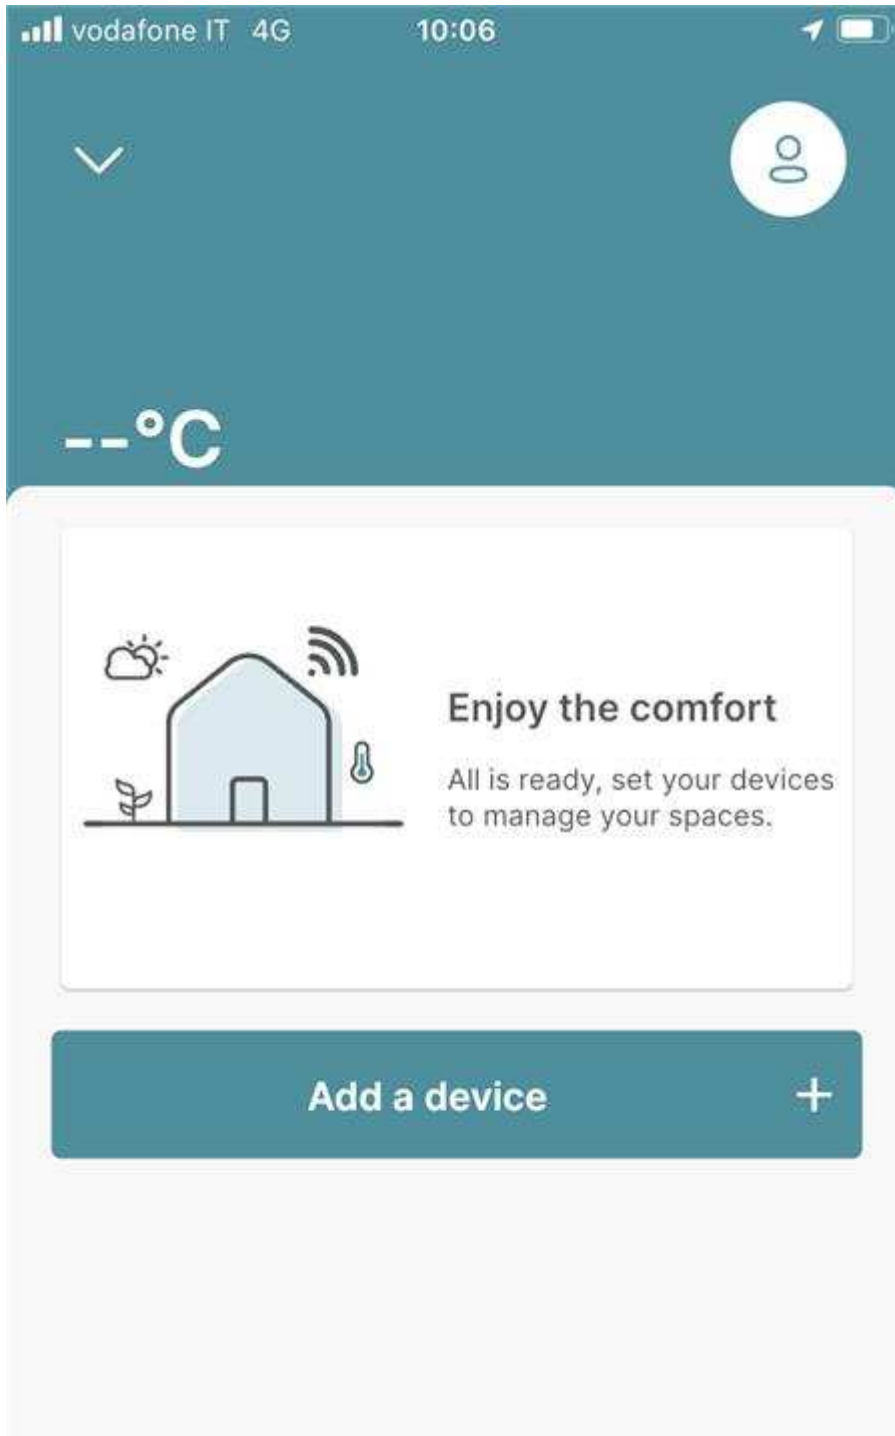 vodafone IT 4G 10:06
--°C
Enjoy the comfort
All is ready, set your devices
to manage your spaces.
Add a device +